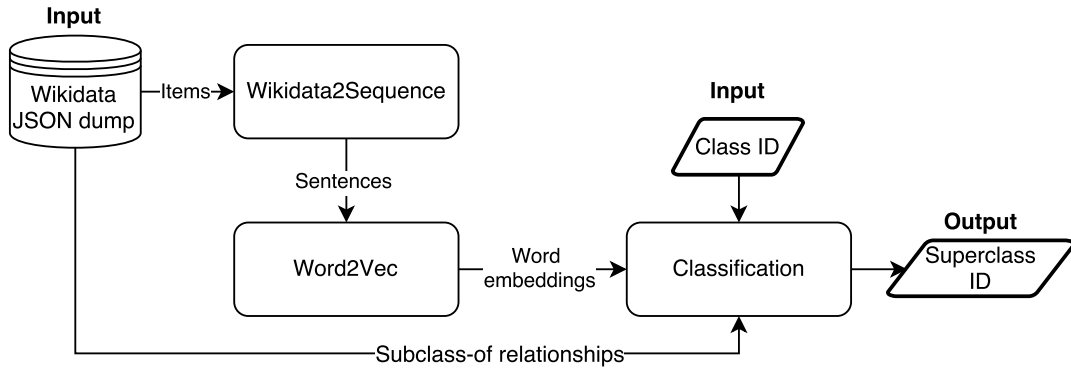 Input
Wikidata
JSON dump
Items
Wikidata2Sequence
Sentences
Word2Vec
Word
embeddings
Input
Class ID
Classification
Output
Superclass
ID
Subclass-of relationships